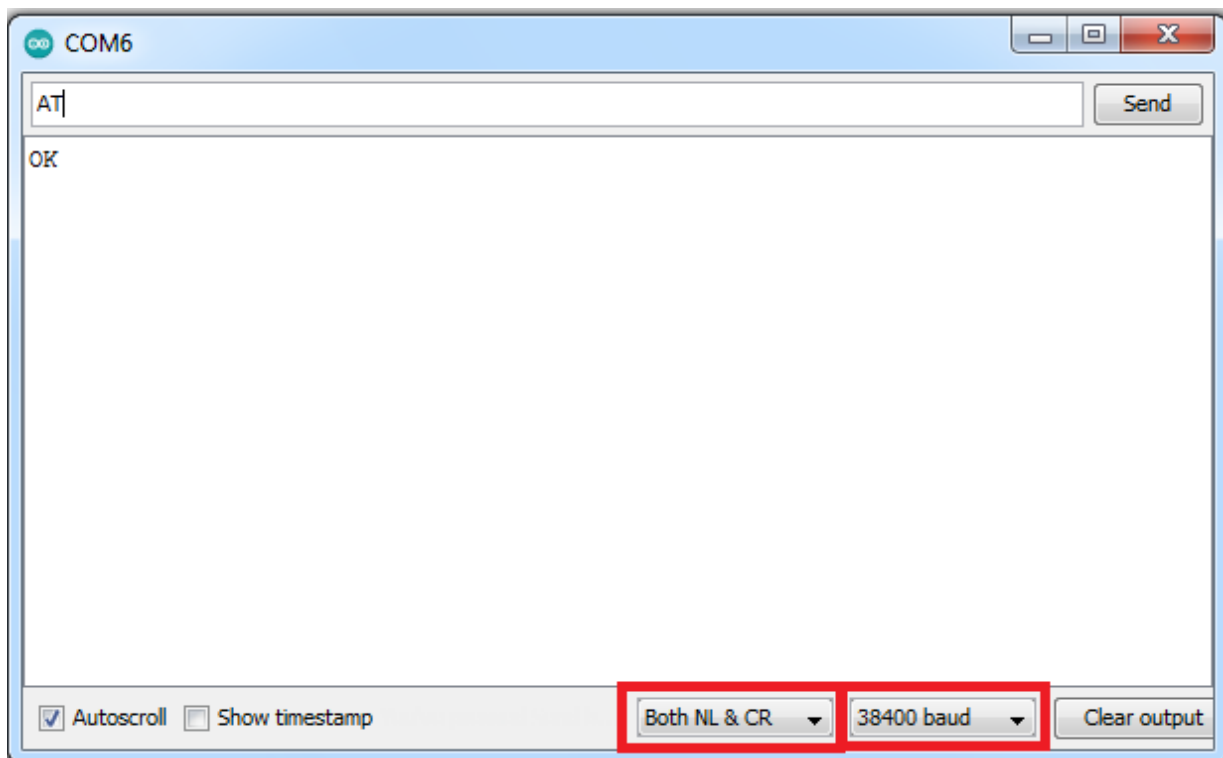 COM6
AT
Send
OK
Autoscroll Show timestamp Both NL & CR 38400 baud Clear output